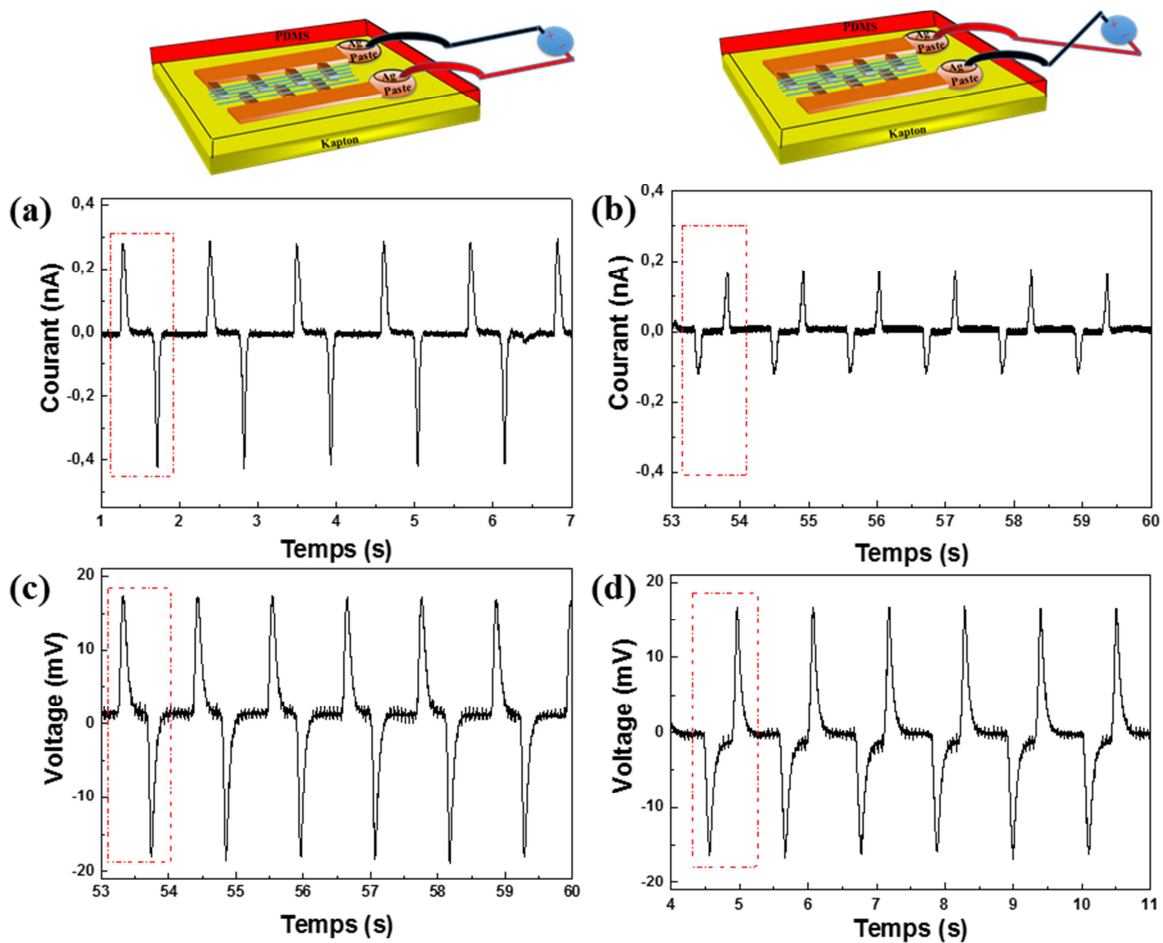 PDMS
Ag
Paste
Ag
Paste
Kapton
+
−
PDMS
Ag
Paste
Ag
Paste
Kapton
+
−
(a)
0,4
0,2
0,0
-0,2
-0,4
Courant (nA)
1 2 3 4 5 6 7
Temps (s)
(b)
0,4
0,2
0,0
-0,2
-0,4
Courant (nA)
53 54 55 56 57 58 59 60
Temps (s)
(c)
20
10
0
-10
-20
Voltage (mV)
53 54 55 56 57 58 59 60
Temps (s)
(d)
20
10
0
-10
-20
Voltage (mV)
4 5 6 7 8 9 10 11
Temps (s)